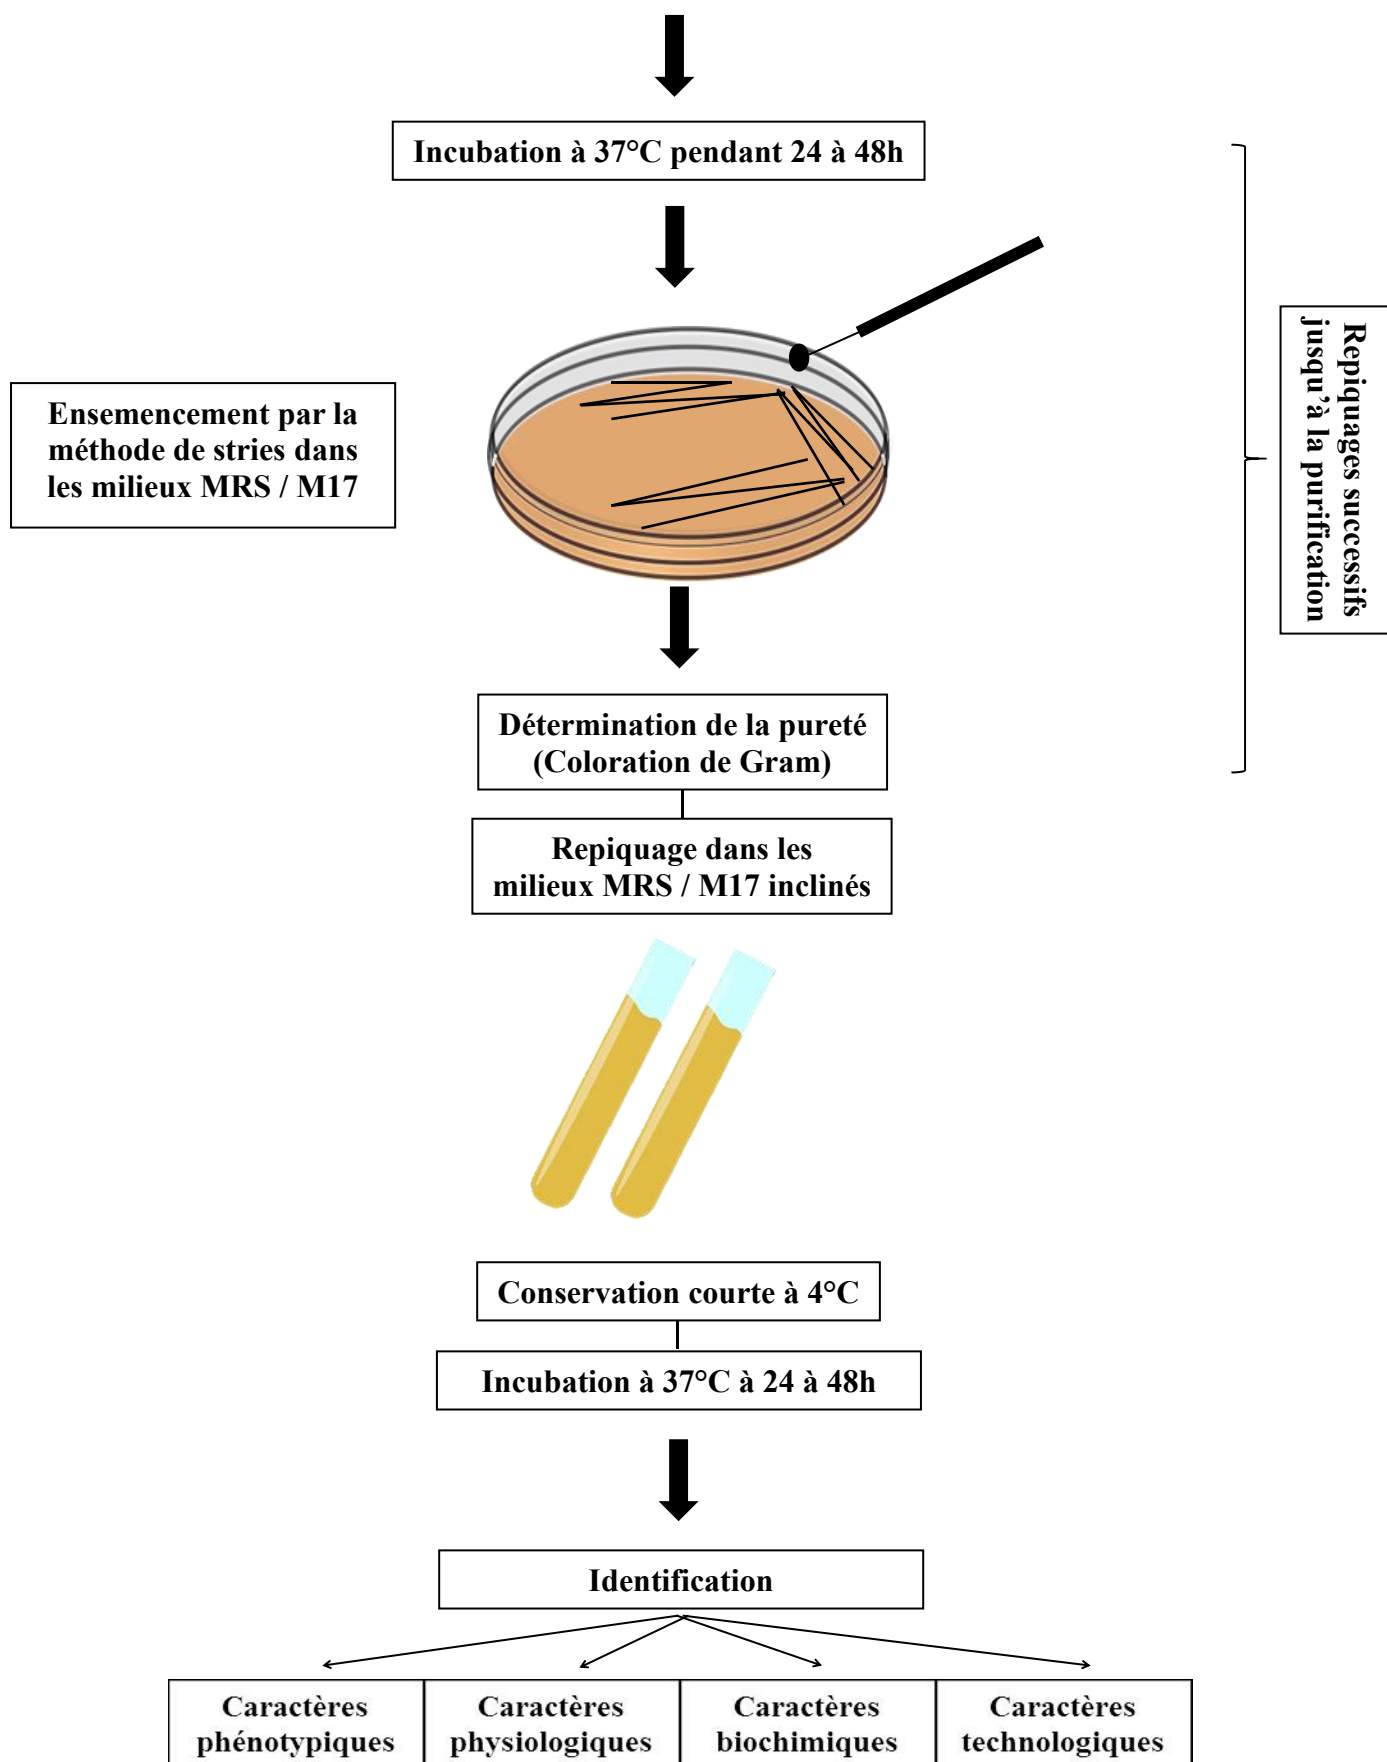 Incubation à 37°C pendant 24 à 48h
Ensemencement par la
méthode de stries dans
les milieux MRS / M17
Repiquages successifs
jusqu’à la purification
Détermination de la pureté
(Coloration de Gram)
Repiquage dans les
milieux MRS / M17 inclinés
Conservation courte à 4°C
Incubation à 37°C à 24 à 48h
Identification
Caractères
phénotypiques
Caractères
physiologiques
Caractères
biochimiques
Caractères
technologiques